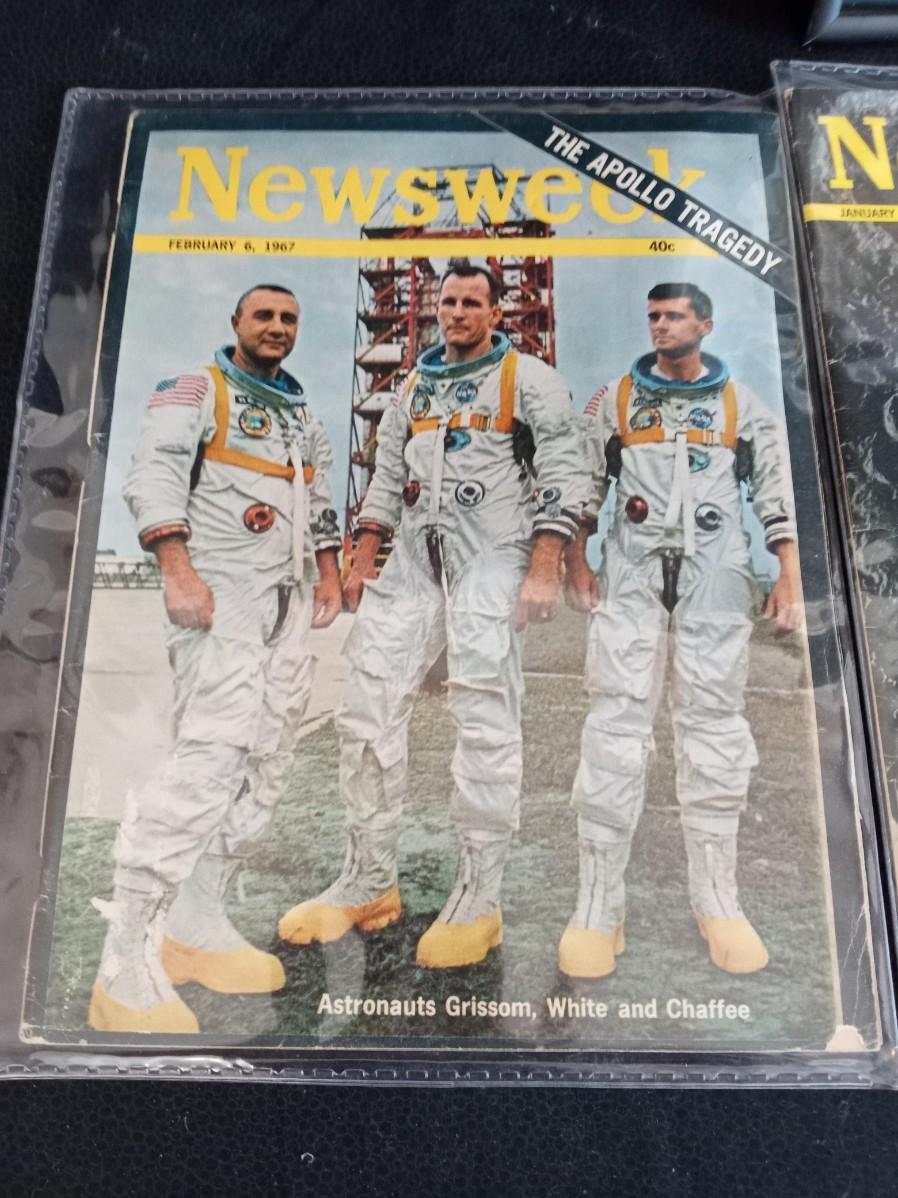 Newsweek
THE APOLLO TRAGEDY
FEBRUARY 6, 1967
40c
Astronauts Grissom, White and Chaffee
N
JANUARY